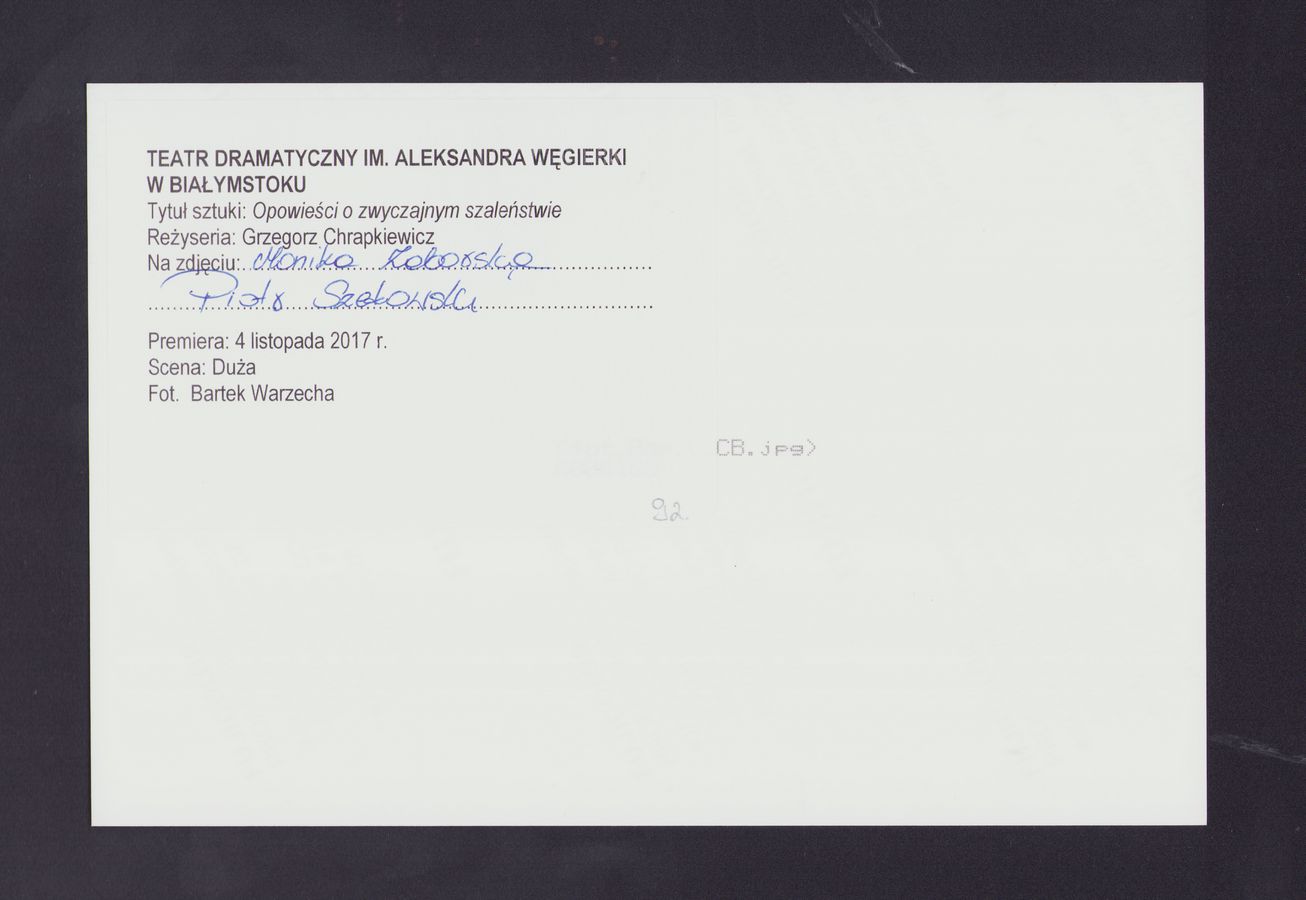 TEATR DRAMATYCZNY IM. ALEKSANDRA WĘGIERKI
W BIAŁYMSTOKU
Tytuł sztuki: Opowieści o zwyczajnym szaleństwie
Reżyseria: Grzegorz Chrapkiewicz
Na zdjęciu: Monika Zaborska
Piotr Szekowski
Premiera: 4 listopada 2017 r.
Scena: Duża
Fot. Bartek Warzecha
CB.jpg)
92